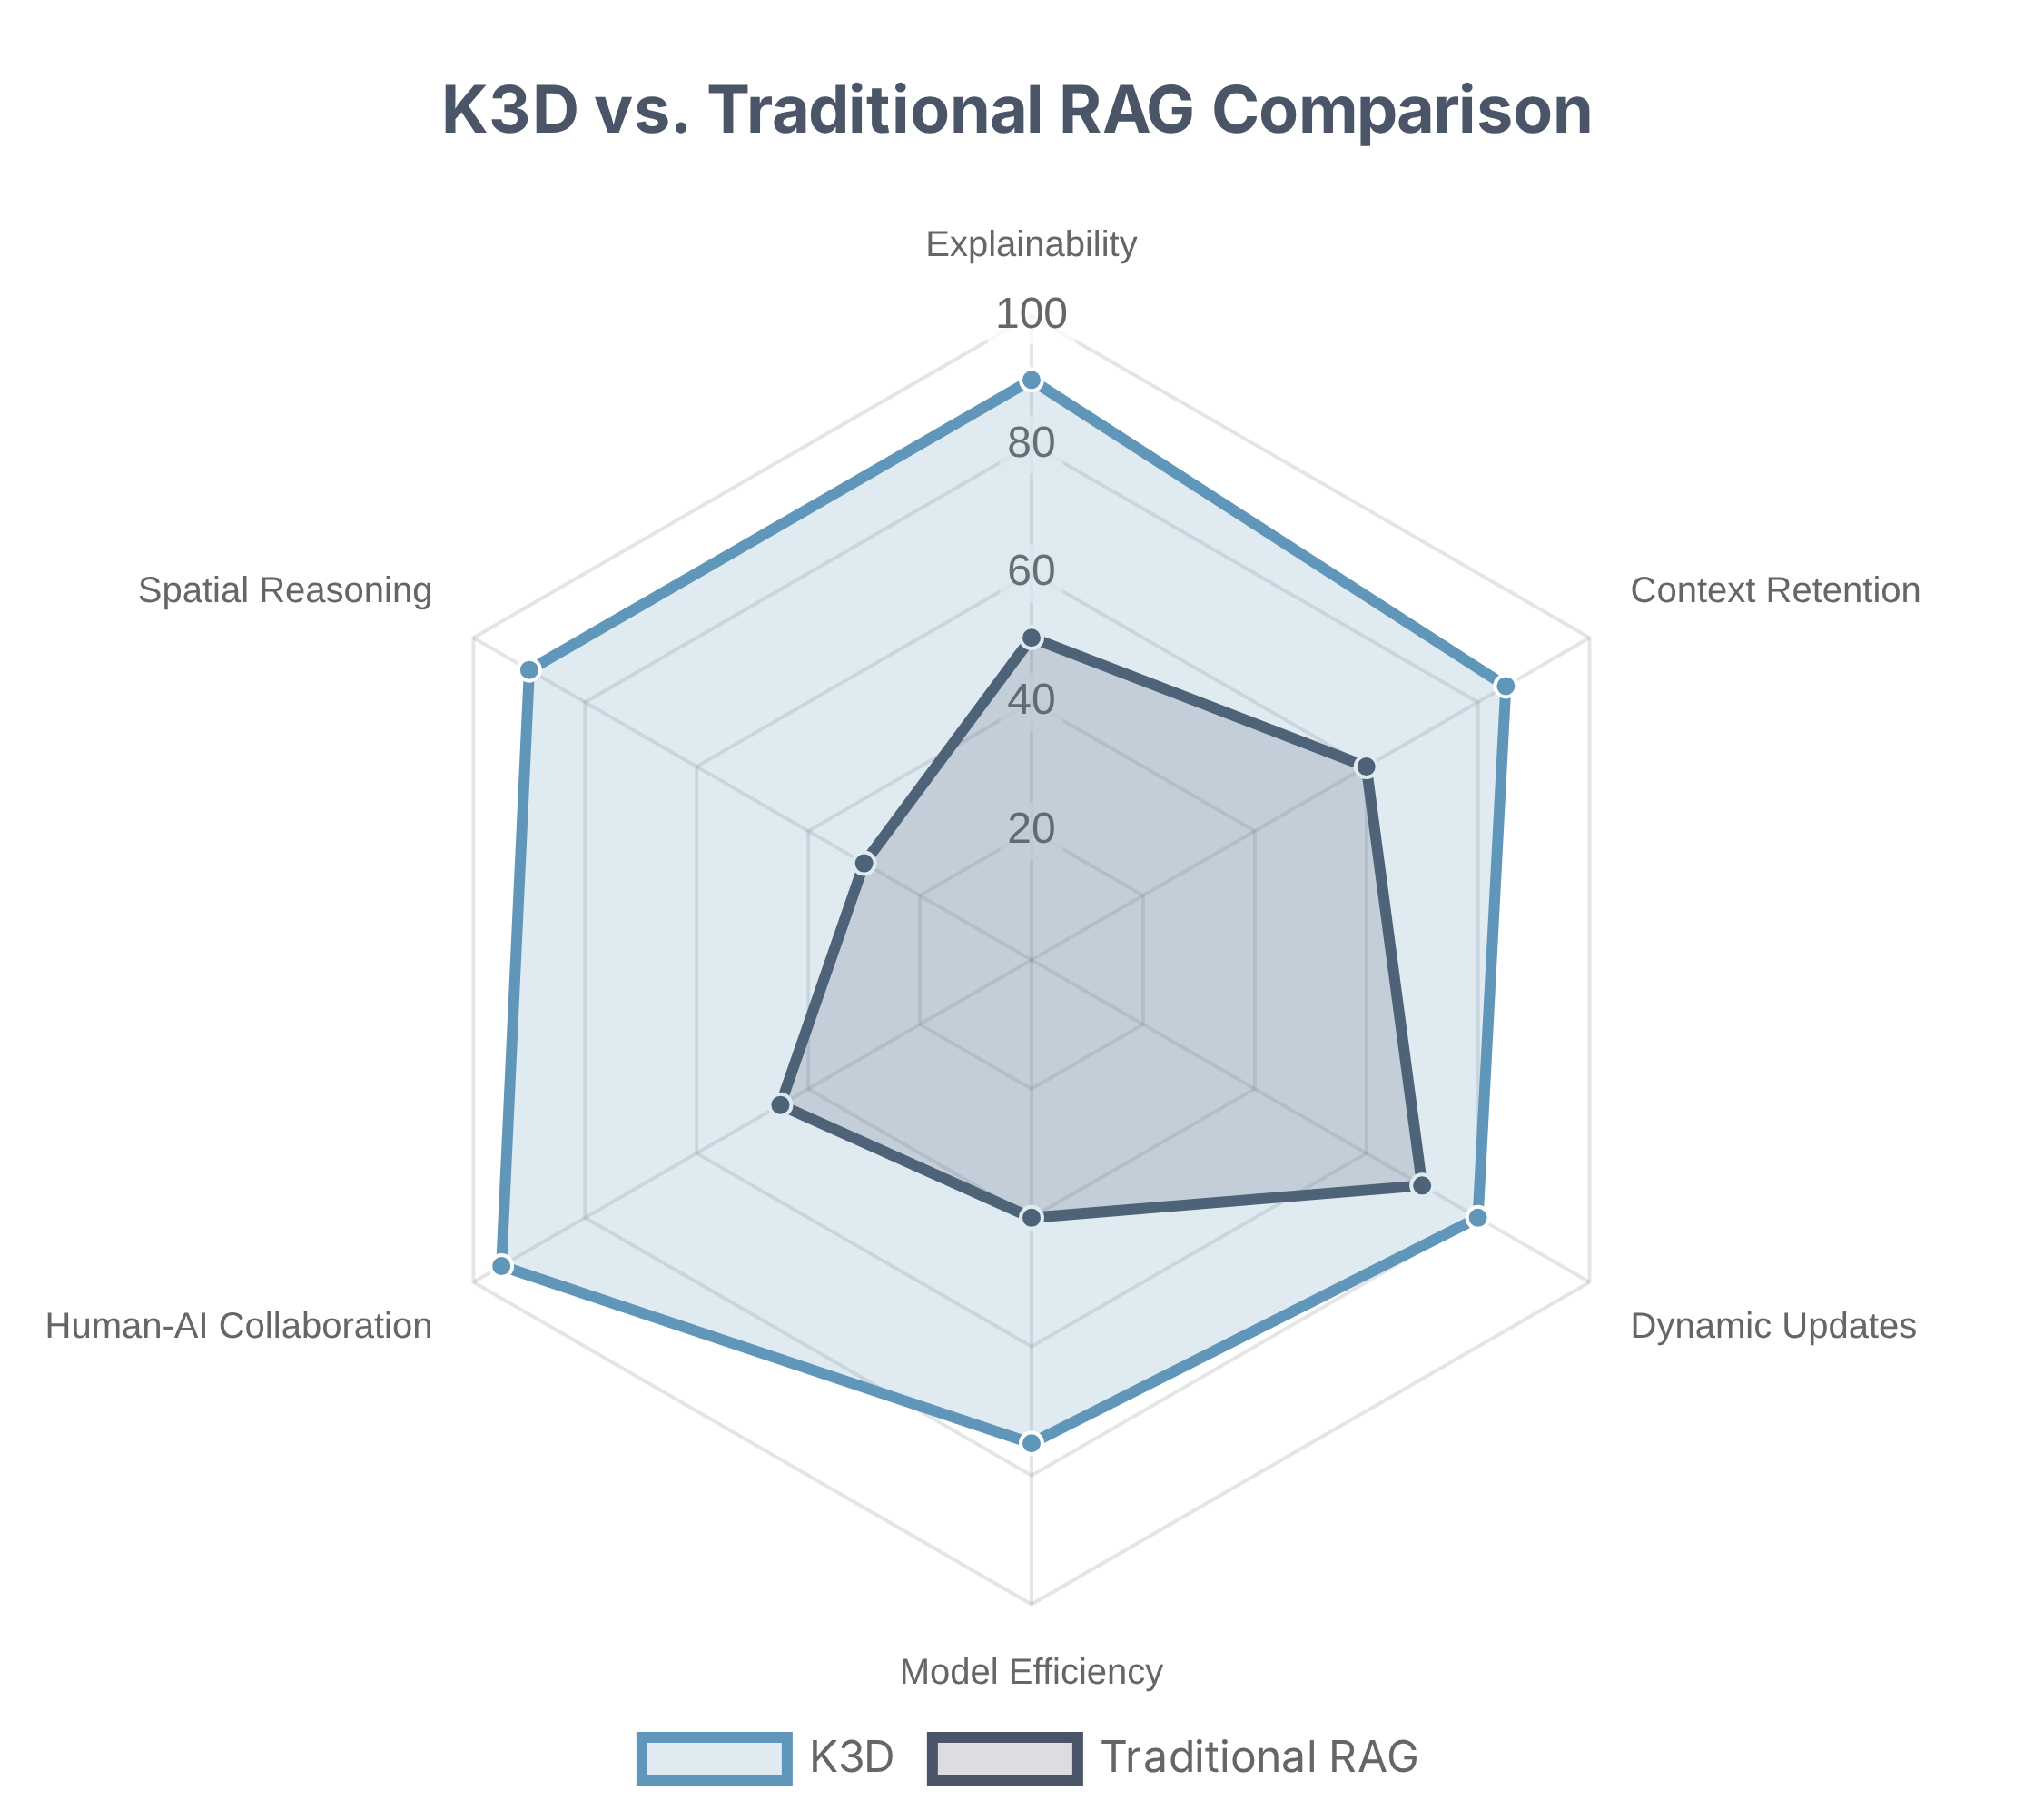 K3D vs. Traditional RAG Comparison
Explainability
100
80
60
40
20
Spatial Reasoning
Context Retention
Human-AI Collaboration
Dynamic Updates
Model Efficiency
K3D
Traditional RAG